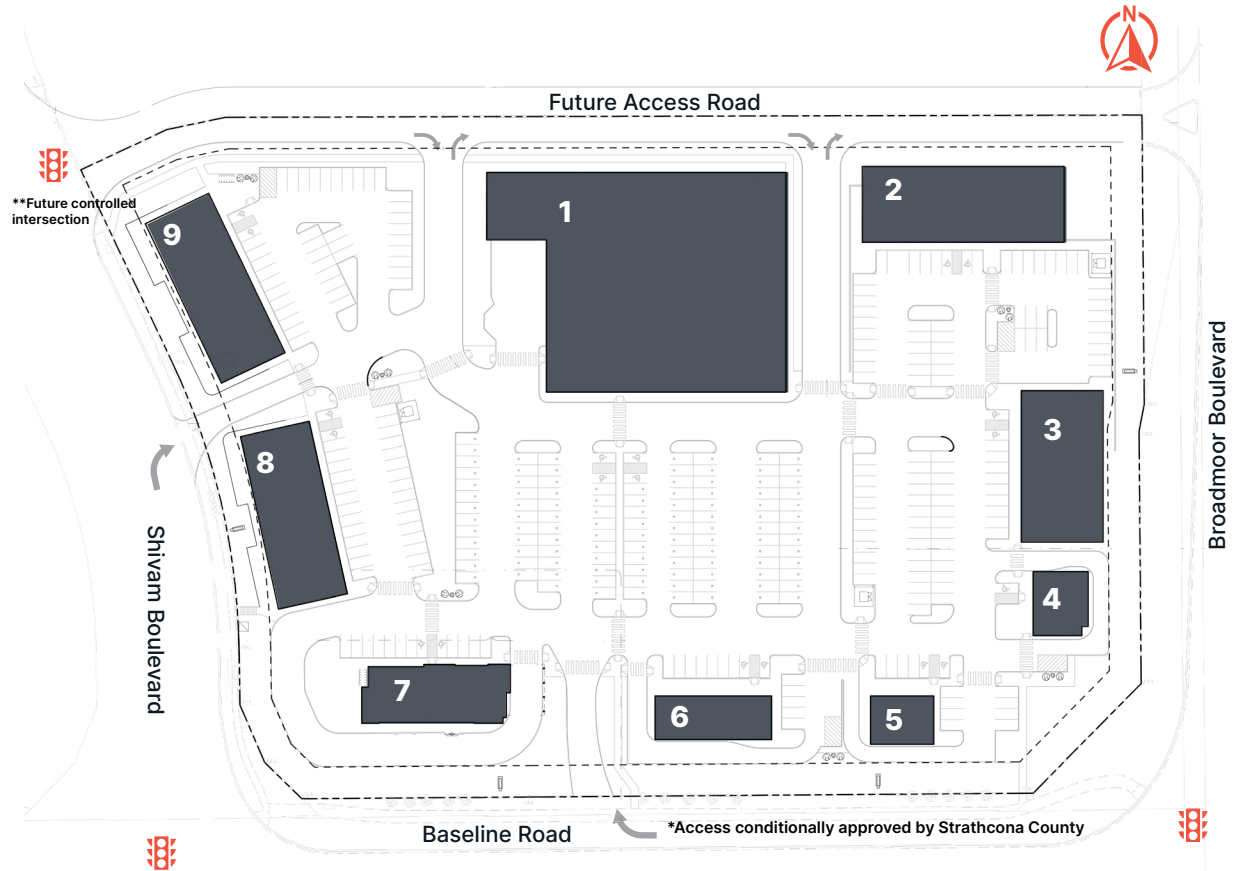 N
Future Access Road
**Future controlled
intersection
1
2
9
3
8
4
7
6
5
Shivam Boulevard
Broadmoor Boulevard
Baseline Road
*Access conditionally approved by Strathcona County